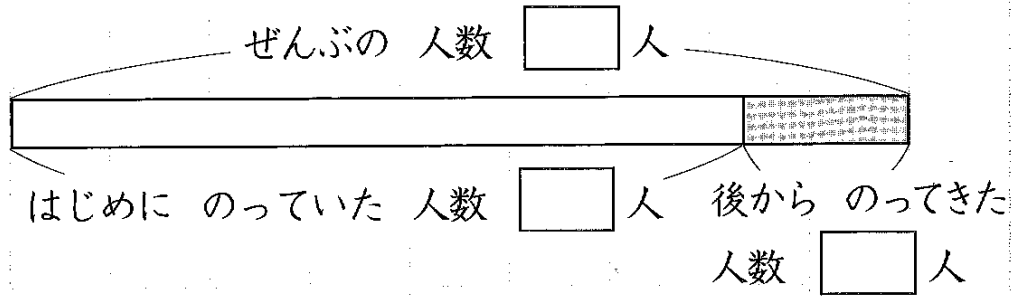 ぜんぶの 人数 人
はじめに のっていた 人数 人
後から のってきた
人数 人